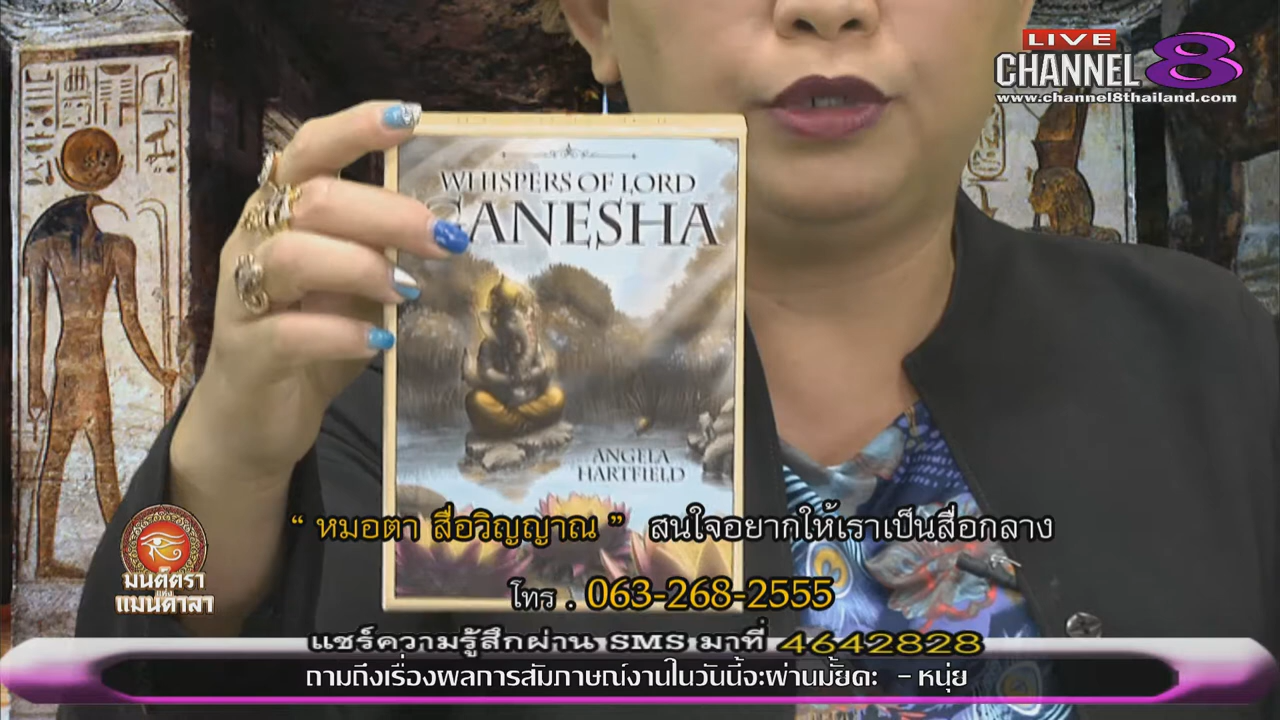 LIVE
CHANNEL 8
www.channel8thailand.com
WHISPERS OF LORD
GANESHA
ANGELA
HARTFIELD
“ หมอตา สื่อวิญญาณ ” สนใจอยากให้เราเป็นสื่อกลาง
โทร . 063-268-2555
มนต์ตรา
แห่ง
แมนดาลา
แชร์ความรู้สึกผ่าน SMS มาที่ 4642828
ถามถึงเรื่องผลการสัมภาษณ์งานในวันนี้จะผ่านมั้ยคะ - หนุ่ย